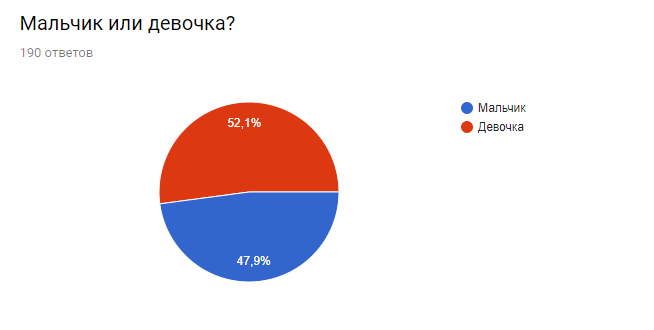 Мальчик или девочка?
190 ответов
52,1%
47,9%
Мальчик
Девочка